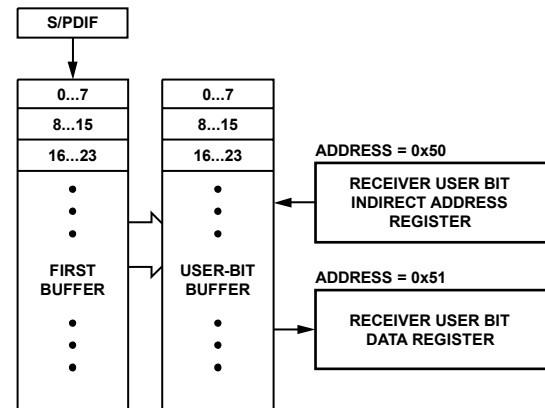 S/PDIF
0...7
8...15
16...23
FIRST
BUFFER
0...7
8...15
16...23
USER-BIT
BUFFER
ADDRESS = 0x50
RECEIVER USER BIT
INDIRECT ADDRESS
REGISTER
ADDRESS = 0x51
RECEIVER USER BIT
DATA REGISTER